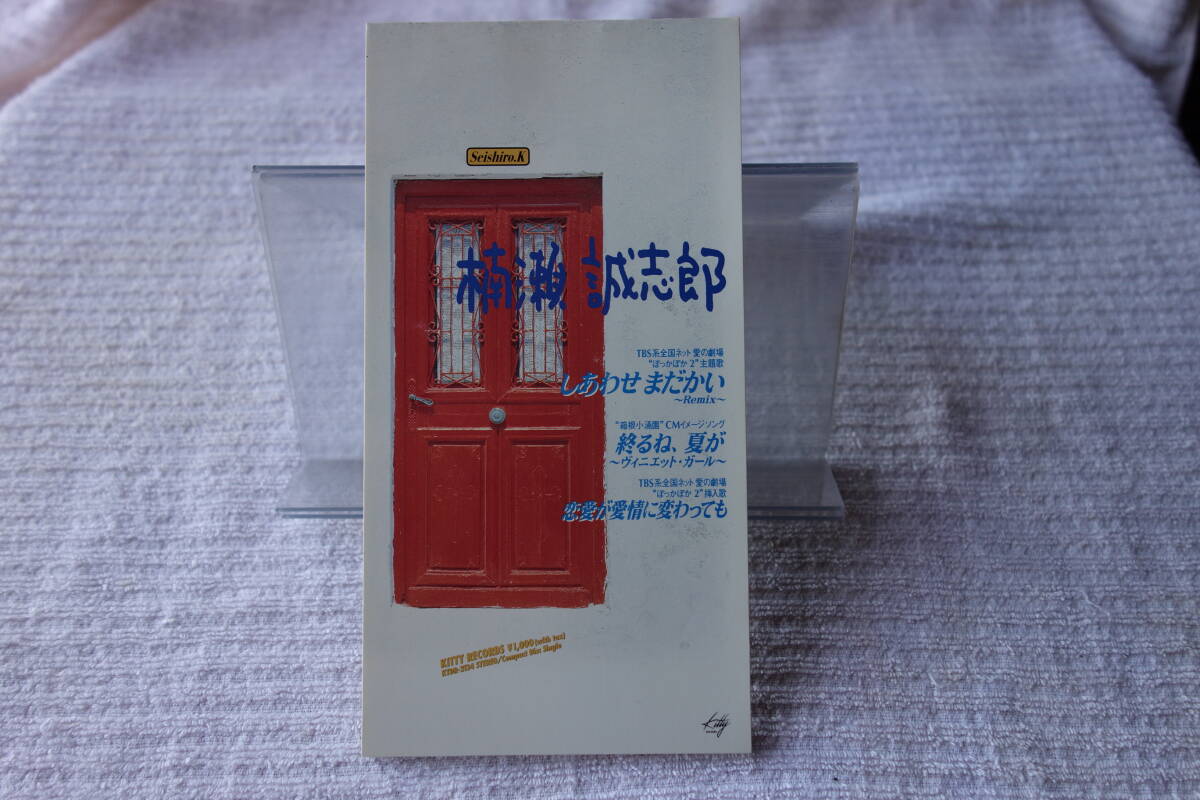 Seishiro.K
楠瀬 誠志郎
TBS系全国ネット 愛の劇場
“ぽっかぽか 2”主題歌
しあわせ まだかい
～Remix～
“箱根小涌園”CMイメージソング
終るね、夏が
～ヴィニエット・ガール～
TBS系全国ネット 愛の劇場
“ぽっかぽか 2”挿入歌
恋愛が愛情に変わっても
KITTY RECORDS ¥1,000(with tax)
STEREO/Compact Disc Single
Kitty